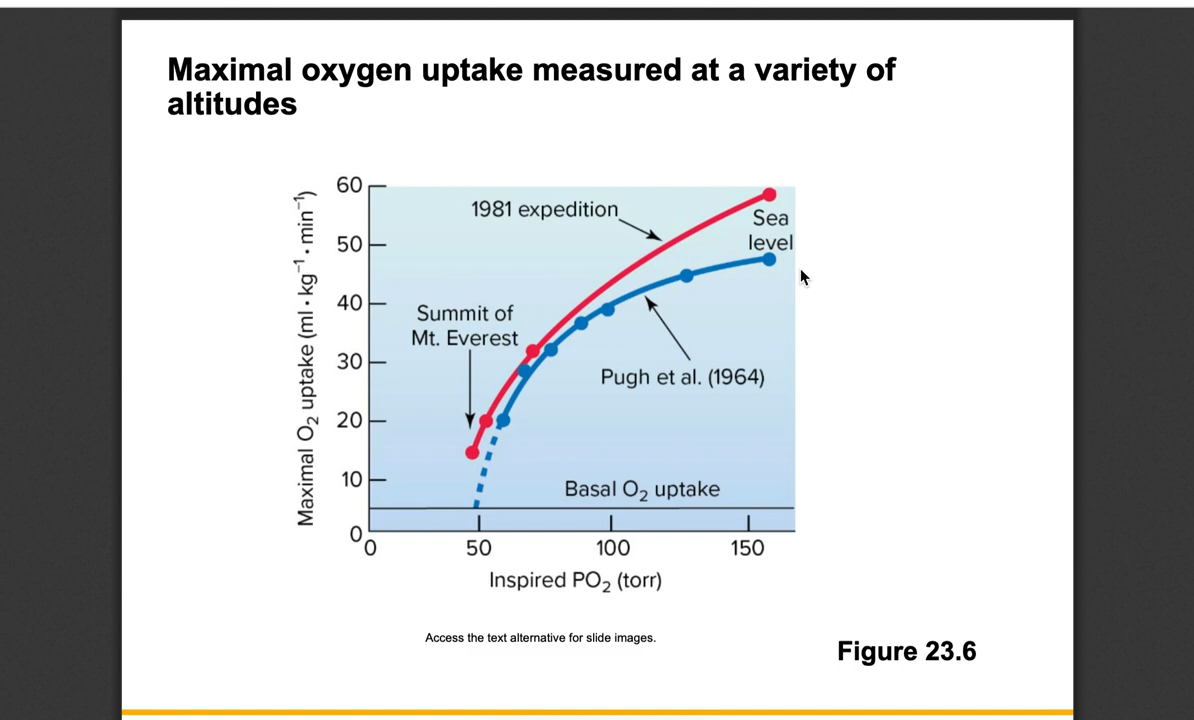 Maximal oxygen uptake measured at a variety of
altitudes
Maximal O₂ uptake (ml • kg⁻¹ • min⁻¹)
60
50
40
30
20
10
0
1981 expedition
Sea
level
Summit of
Mt. Everest
Pugh et al. (1964)
Basal O₂ uptake
0
50
100
150
Inspired PO₂ (torr)
Access the text alternative for slide images.
Figure 23.6